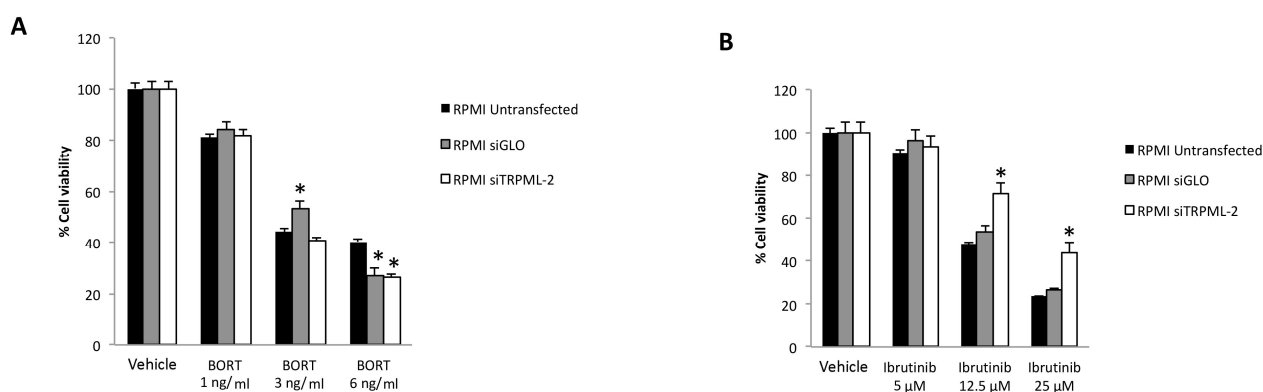 A
% Cell viability
120
100
80
60
40
20
0
*
* *
Vehicle
BORT
1 ng/ml
BORT
3 ng/ml
BORT
6 ng/ml
RPMI Untransfected
RPMI siGLO
RPMI siTRPML-2
B
% Cell viability
120
100
80
60
40
20
0
*
*
Vehicle
Ibrutinib
5 µM
Ibrutinib
12.5 µM
Ibrutinib
25 µM
RPMI Untransfected
RPMI siGLO
RPMI siTRPML-2